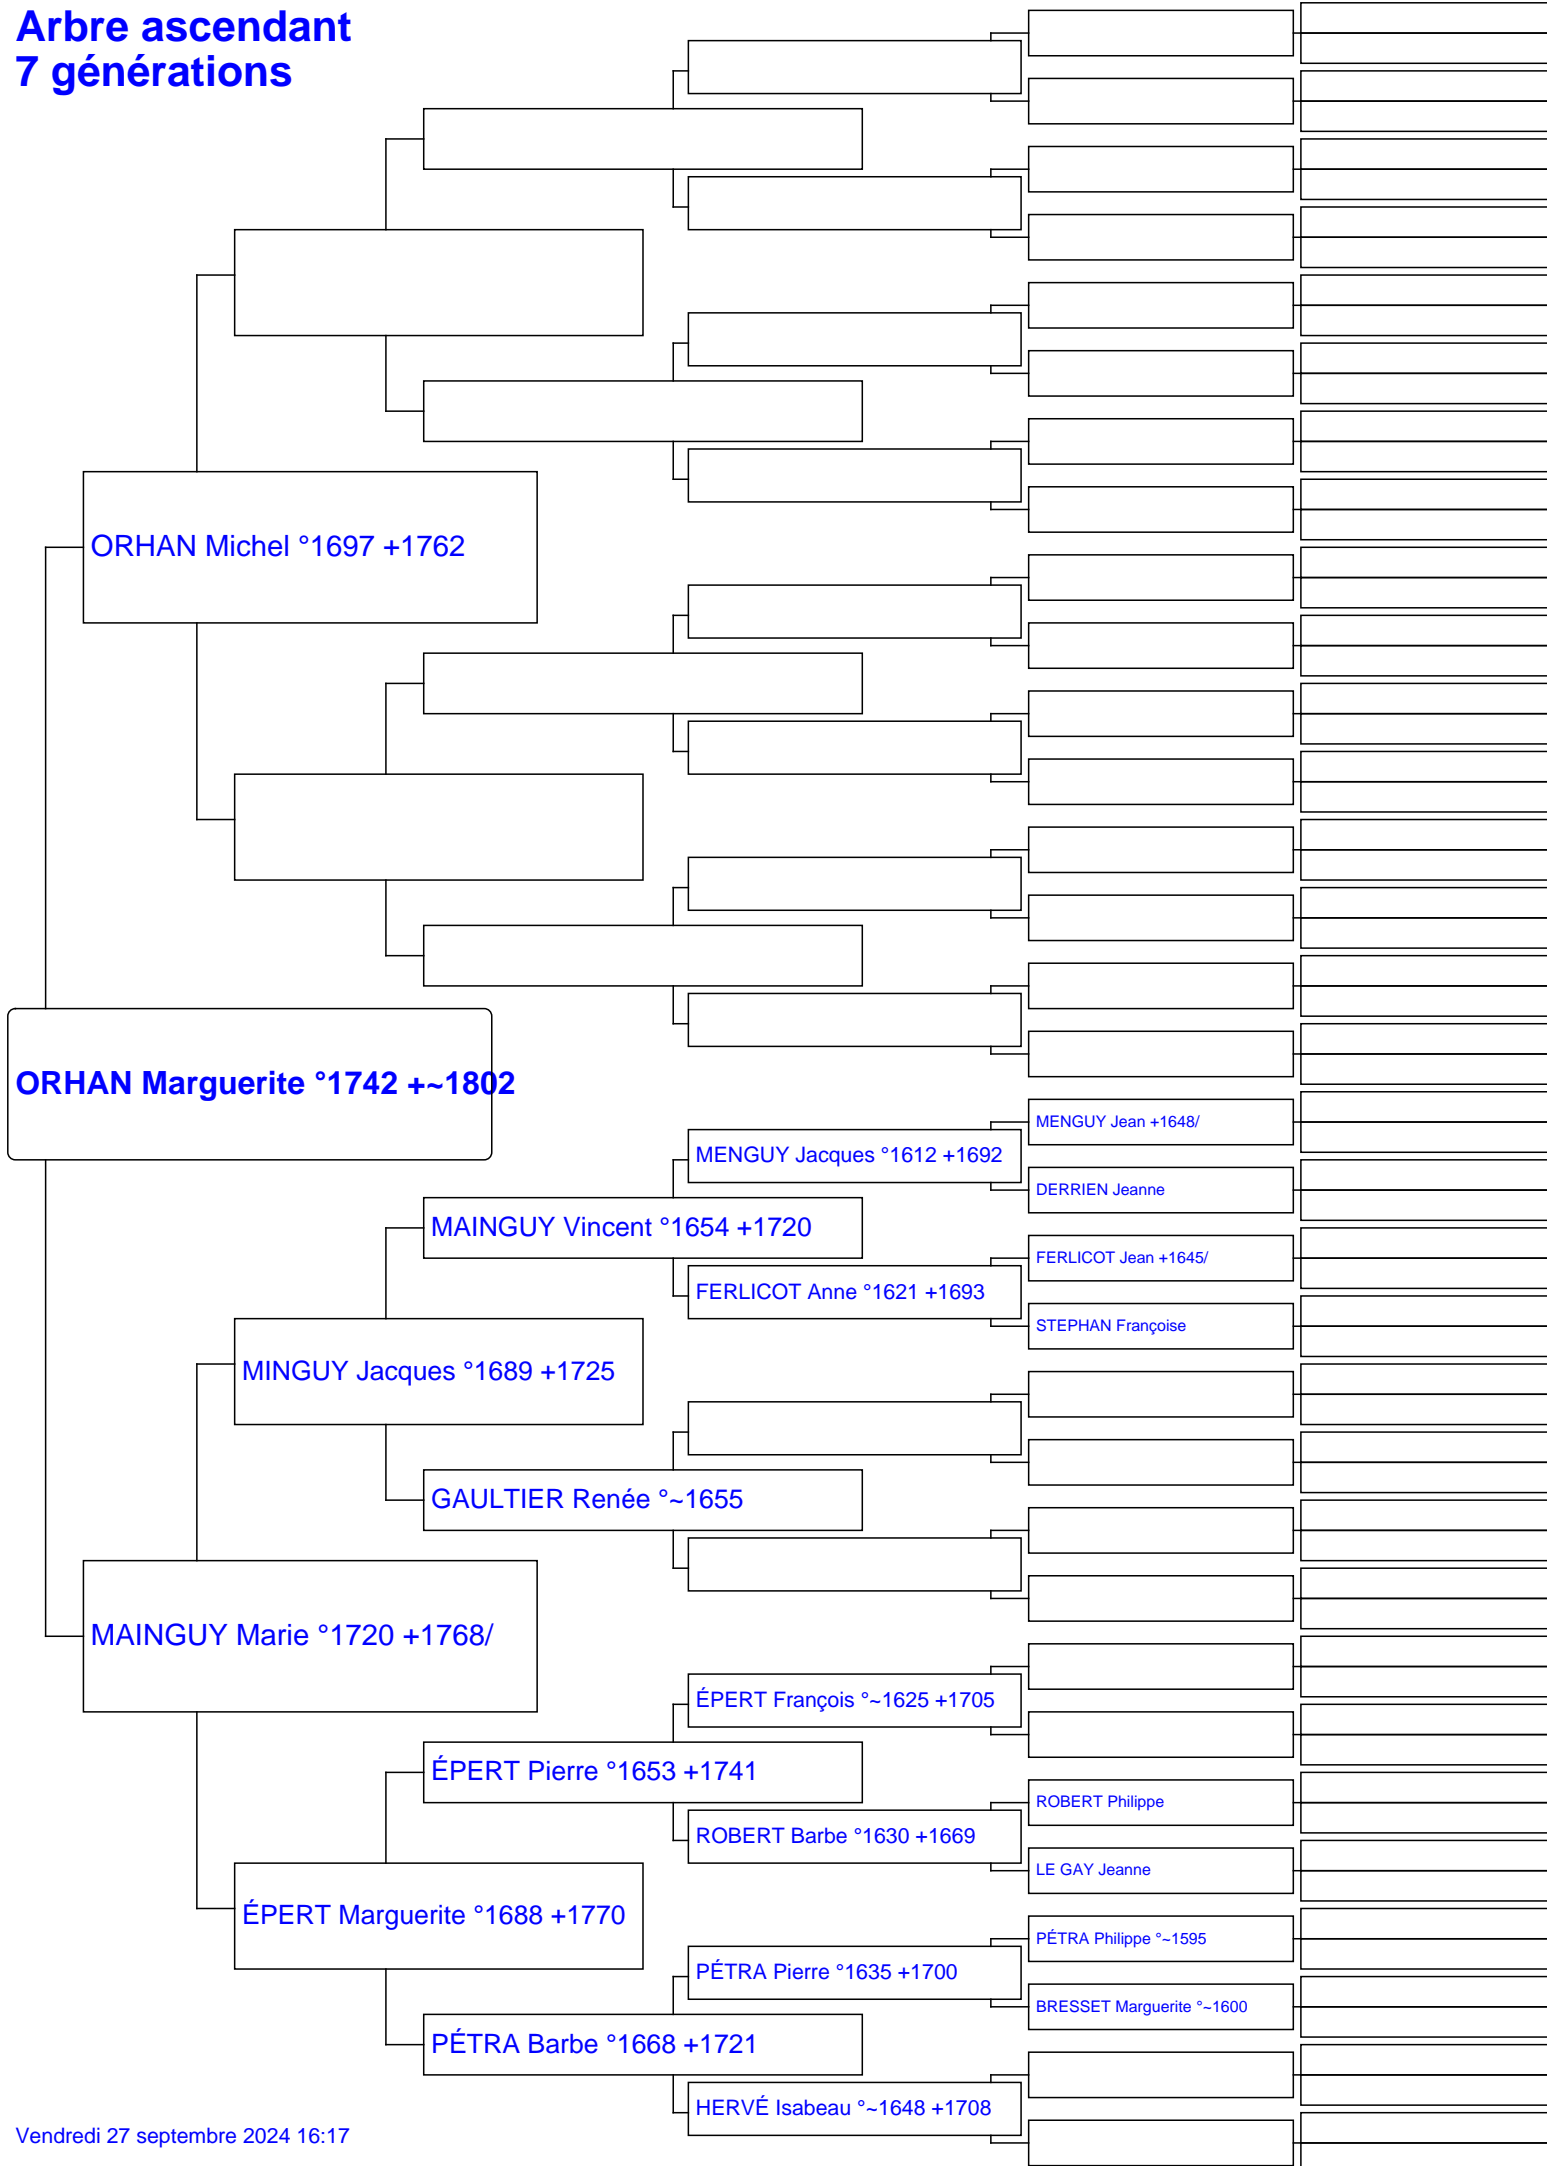 Arbre ascendant
7 générations
ORHAN Michel °1697 +1762
ORHAN Marguerite °1742 +~1802
MENGUY Jean +1648/
MENGUY Jacques °1612 +1692
DERRIEN Jeanne
MAINGUY Vincent °1654 +1720
FERLICOT Jean +1645/
FERLICOT Anne °1621 +1693
STEPHAN Françoise
MINGUY Jacques °1689 +1725
GAULTIER Renée °~1655
MAINGUY Marie °1720 +1768/
ÉPERT François °~1625 +1705
ÉPERT Pierre °1653 +1741
ROBERT Philippe
ROBERT Barbe °1630 +1669
LE GAY Jeanne
ÉPERT Marguerite °1688 +1770
PÉTRA Philippe °~1595
PÉTRA Pierre °1635 +1700
BRESSET Marguerite °~1600
PÉTRA Barbe °1668 +1721
HERVÉ Isabeau °~1648 +1708
Vendredi 27 septembre 2024 16:17